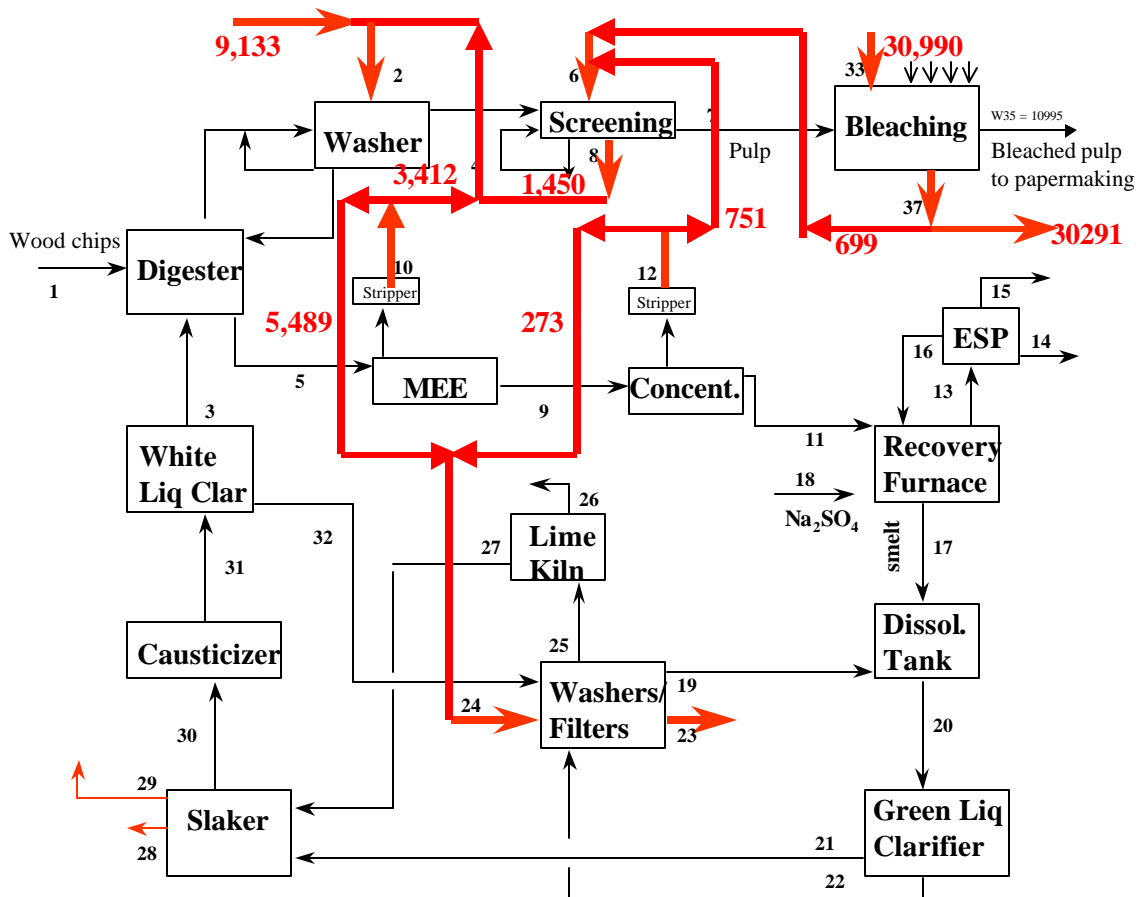 9,133
30,990
2
6
33
Washer
Screening
Bleaching
W35 = 10995
7
4
8
Pulp
Bleached pulp
to papermaking
3,412
1,450
751
37
699
30291
Wood chips
1
Digester
10
Stripper
12
Stripper
15
5,489
273
ESP
16
14
5
MEE
9
Concent.
13
3
11
White
Liq Clar
Recovery
Furnace
18
Na₂SO₄
26
32
27
Lime
Kiln
smelt
17
31
Causticizer
25
Dissol.
Tank
Washers/
Filters
19
24
23
30
20
29
Slaker
28
Green Liq
Clarifier
21
22